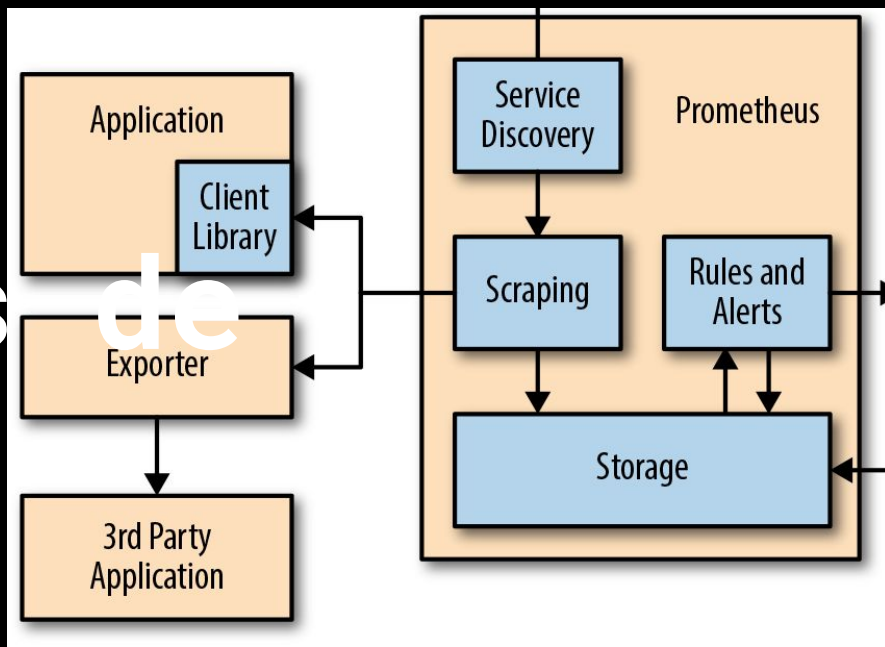 Application
Client
Library
s de
Exporter
3rd Party
Application
Service
Discovery
Prometheus
Scraping
Rules and
Alerts
Storage